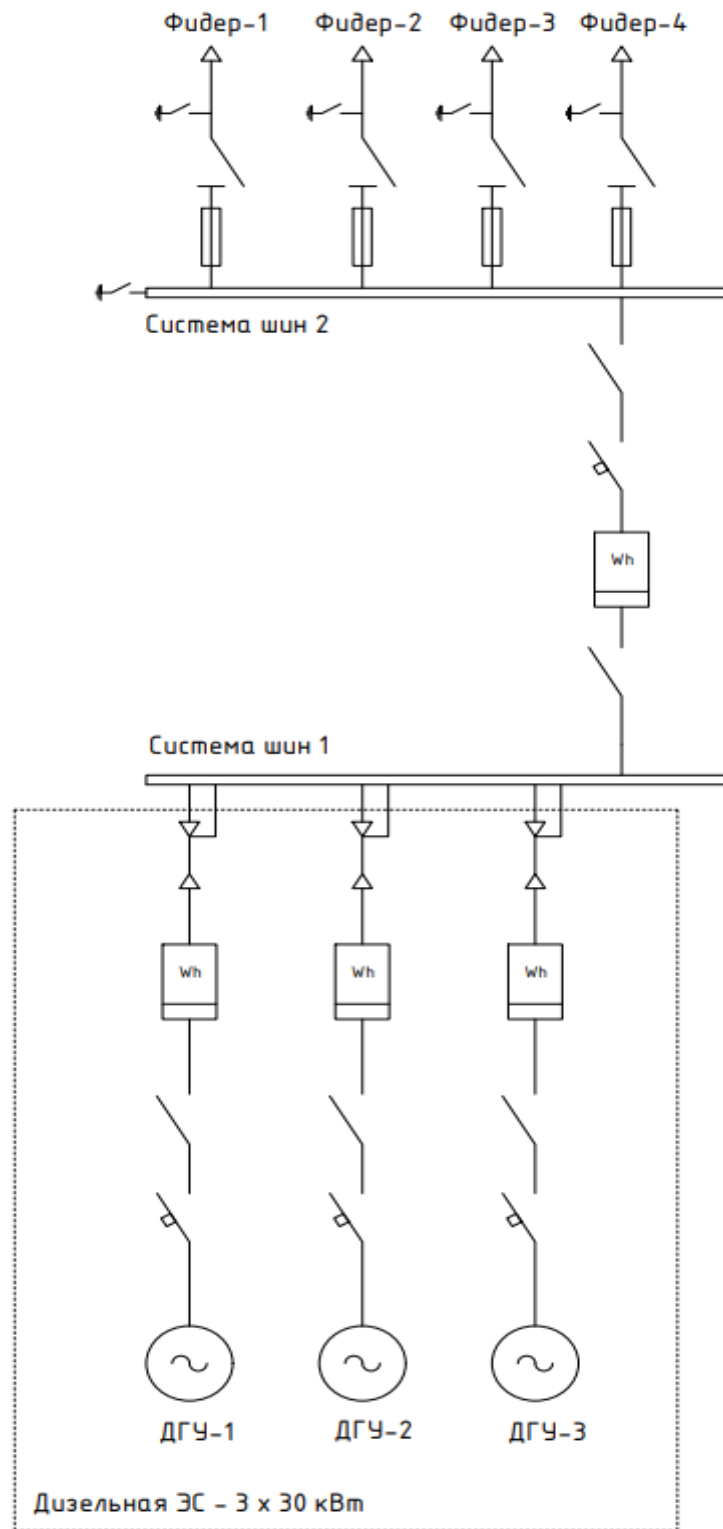 Фидер-1 Фидер-2 Фидер-3 Фидер-4
Система шин 2
Wh
Система шин 1
Wh Wh Wh
ДГУ-1 ДГУ-2 ДГУ-3
Дизельная ЭС - 3 х 30 кВт